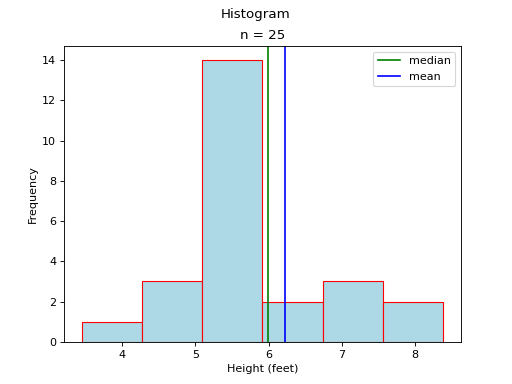 Histogram
n = 25
median
mean
14
12
10
8
6
4
2
0
Frequency
4 5 6 7 8
Height (feet)